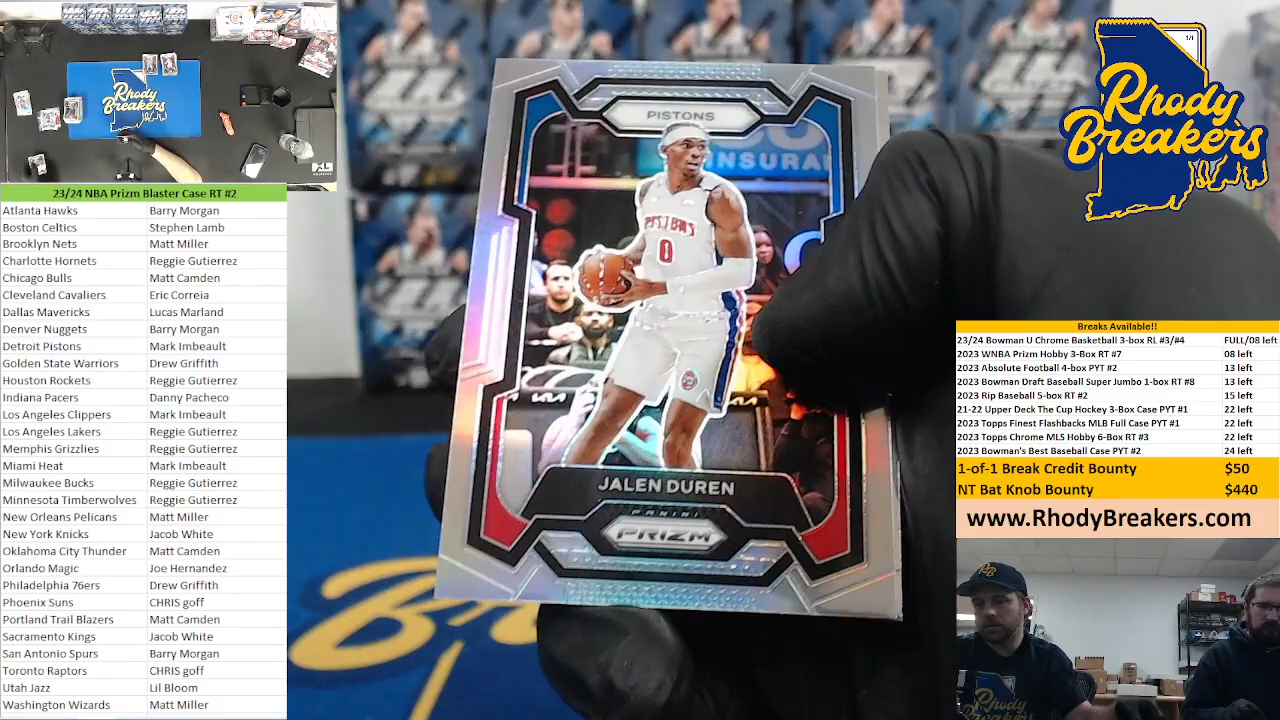 Rhody
Breakers
23/24 NBA Prizm Blaster Case RT #2
Atlanta Hawks Barry Morgan
Boston Celtics Stephen Lamb
Brooklyn Nets Matt Miller
Charlotte Hornets Reggie Gutierrez
Chicago Bulls Matt Camden
Cleveland Cavaliers Eric Correia
Dallas Mavericks Lucas Marland
Denver Nuggets Barry Morgan
Detroit Pistons Mark Imbeault
Golden State Warriors Drew Griffith
Houston Rockets Reggie Gutierrez
Indiana Pacers Danny Pacheco
Los Angeles Clippers Mark Imbeault
Los Angeles Lakers Reggie Gutierrez
Memphis Grizzlies Reggie Gutierrez
Miami Heat Mark Imbeault
Milwaukee Bucks Reggie Gutierrez
Minnesota Timberwolves Reggie Gutierrez
New Orleans Pelicans Matt Miller
New York Knicks Jacob White
Oklahoma City Thunder Matt Camden
Orlando Magic Joe Hernandez
Philadelphia 76ers Drew Griffith
Phoenix Suns CHRIS goff
Portland Trail Blazers Matt Camden
Sacramento Kings Jacob White
San Antonio Spurs Barry Morgan
Toronto Raptors CHRIS goff
Utah Jazz Lil Bloom
Washington Wizards Matt Miller
PISTONS
INSURA
PISTONS
0
JALEN DUREN
PANINI
PRIZM
1/1
Rhody
Breakers
Breaks Available!!
23/24 Bowman U Chrome Basketball 3-box RL #3/#4 FULL/08 left
2023 WNBA Prizm Hobby 3-Box RT #7 08 left
2023 Absolute Football 4-box PYT #2 13 left
2023 Bowman Draft Baseball Super Jumbo 1-box RT #8 13 left
2023 Rip Baseball 5-box RT #2 15 left
21-22 Upper Deck The Cup Hockey 3-Box Case PYT #1 22 left
2023 Topps Finest Flashbacks MLB Full Case PYT #1 22 left
2023 Topps Chrome MLS Hobby 6-Box RT #3 22 left
2023 Bowman's Best Baseball Case PYT #2 24 left
1-of-1 Break Credit Bounty $50
NT Bat Knob Bounty $440
www.RhodyBreakers.com
RB
Rhody
Breakers